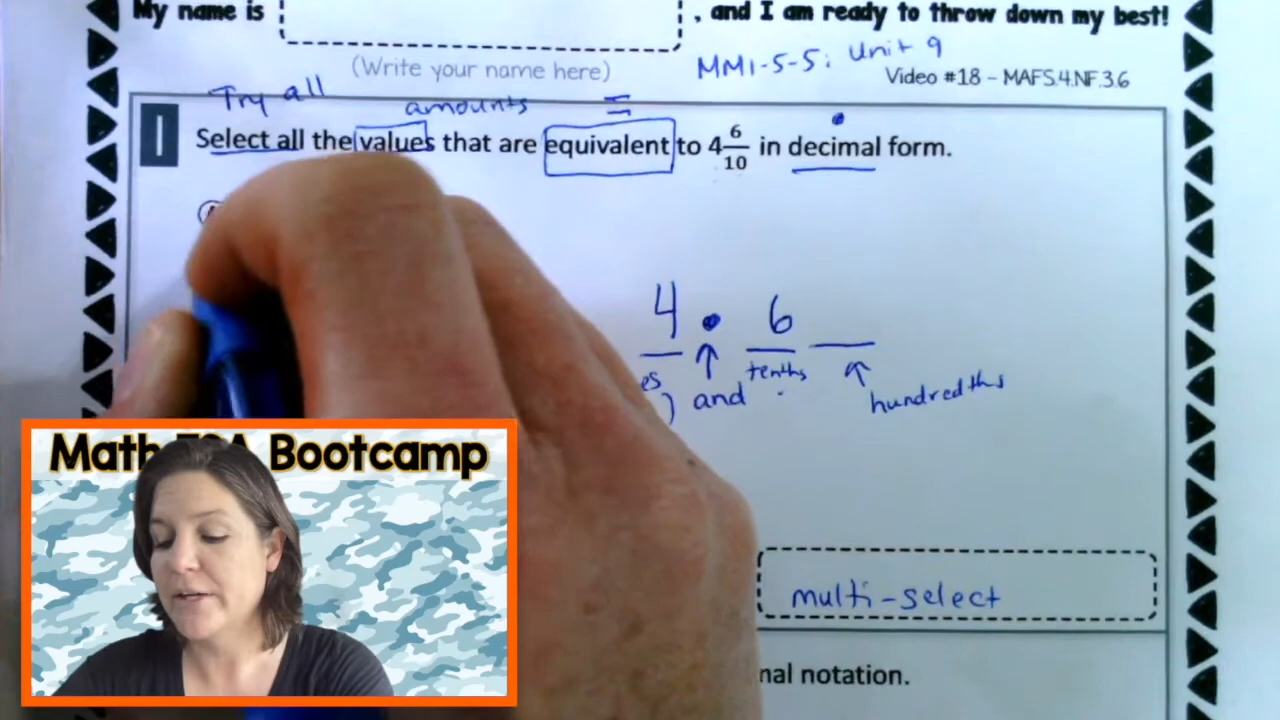 My name is , and I am ready to throw down my best!
(Write your name here) MM1-5-5: Unit 9
Video #18 – MAFS.4.NF.3.6
Try all amounts =
1 Select all the values that are equivalent to 4 6/10 in decimal form.
4 . 6
es tenths
) and hundredths
multi-select
nal notation.
Math Bootcamp